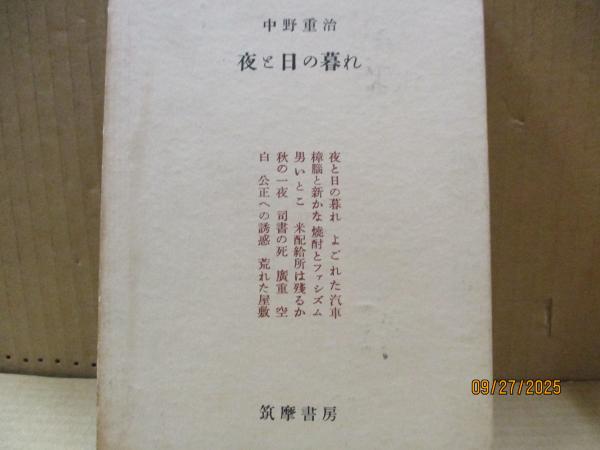 中野重治
夜と日の暮れ
夜と日の暮れ　よごれた汽車
樟腦と新かな　燒酎とファシズム
男いとこ　米配給所は殘るか
秋の一夜　司書の死　廣重　空
白　公正への誘惑　荒れた屋敷
筑摩書房
09/27/2025